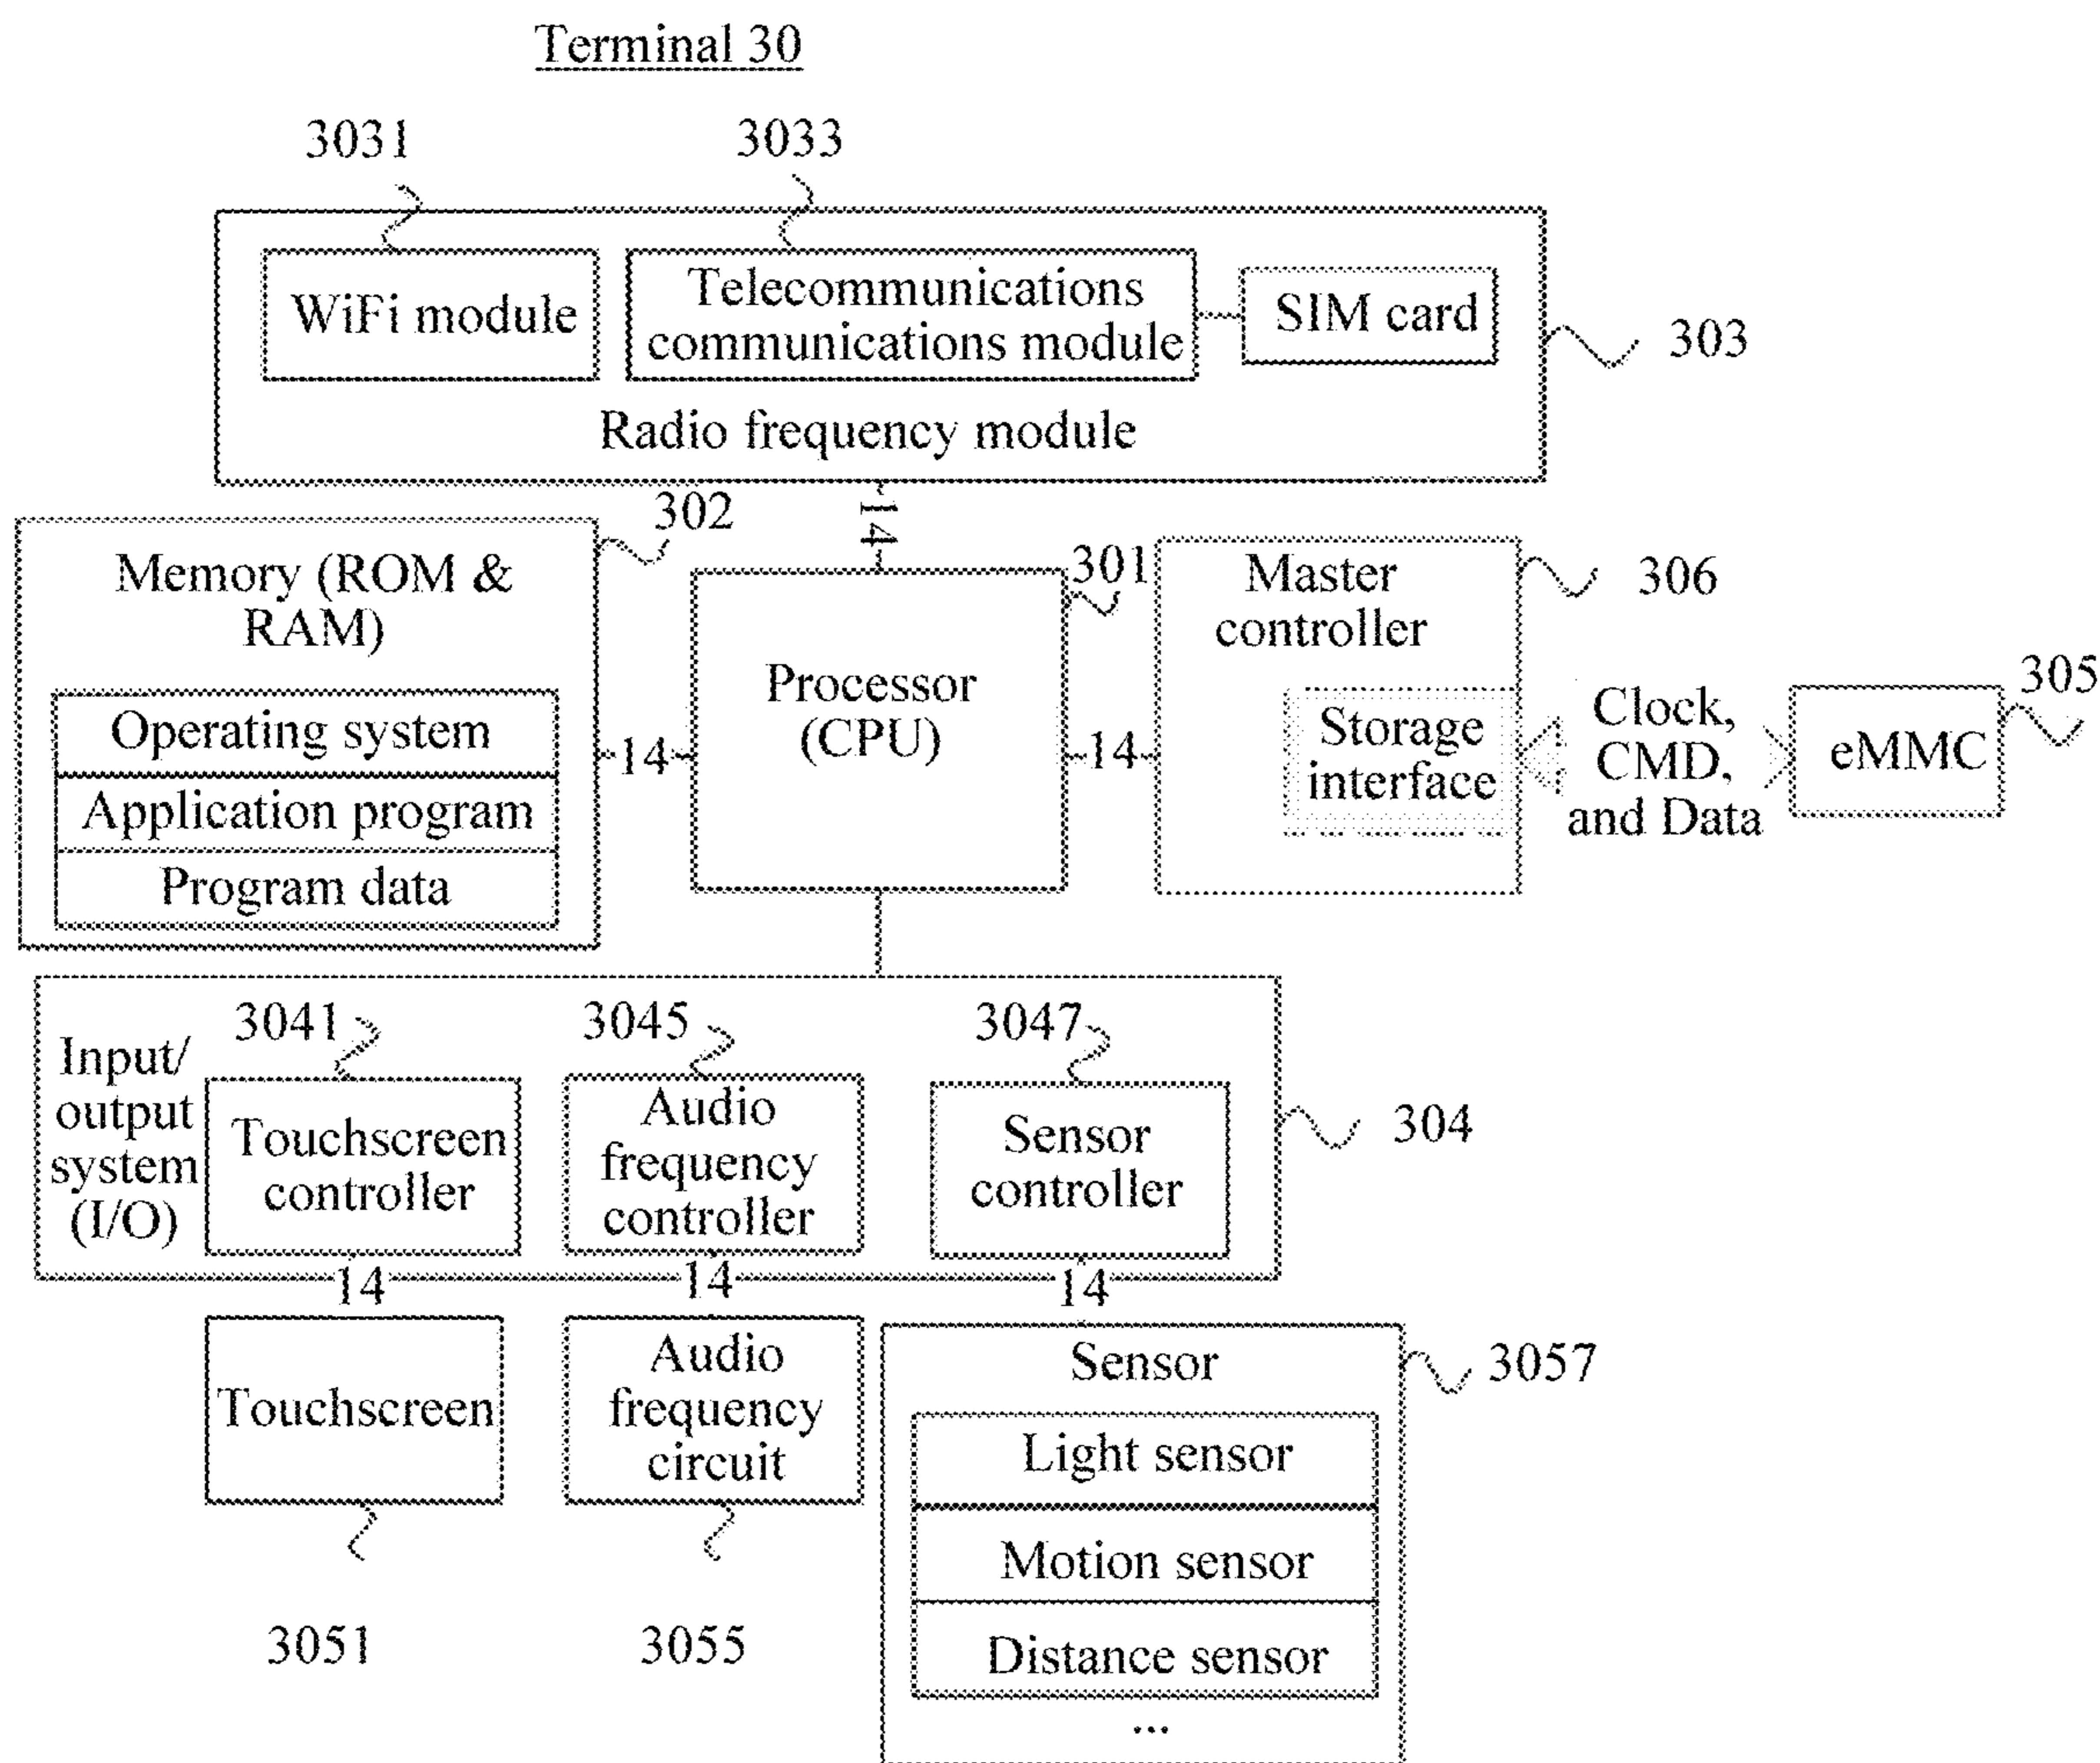 Terminal 30
3031
3033
WiFi module
Telecommunications
communications module
SIM card
303
Radio frequency module
14
302
Memory (ROM &
RAM)
Operating system
Application program
Program data
14
301
Processor
(CPU)
14
306
Master
controller
Storage
interface
Clock,
CMD,
and Data
305
eMMC
Input/
output
system
(I/O)
3041
Touchscreen
controller
3045
Audio
frequency
controller
3047
Sensor
controller
304
14
14
14
Touchscreen
3051
Audio
frequency
circuit
3055
Sensor
3057
Light sensor
Motion sensor
Distance sensor
...